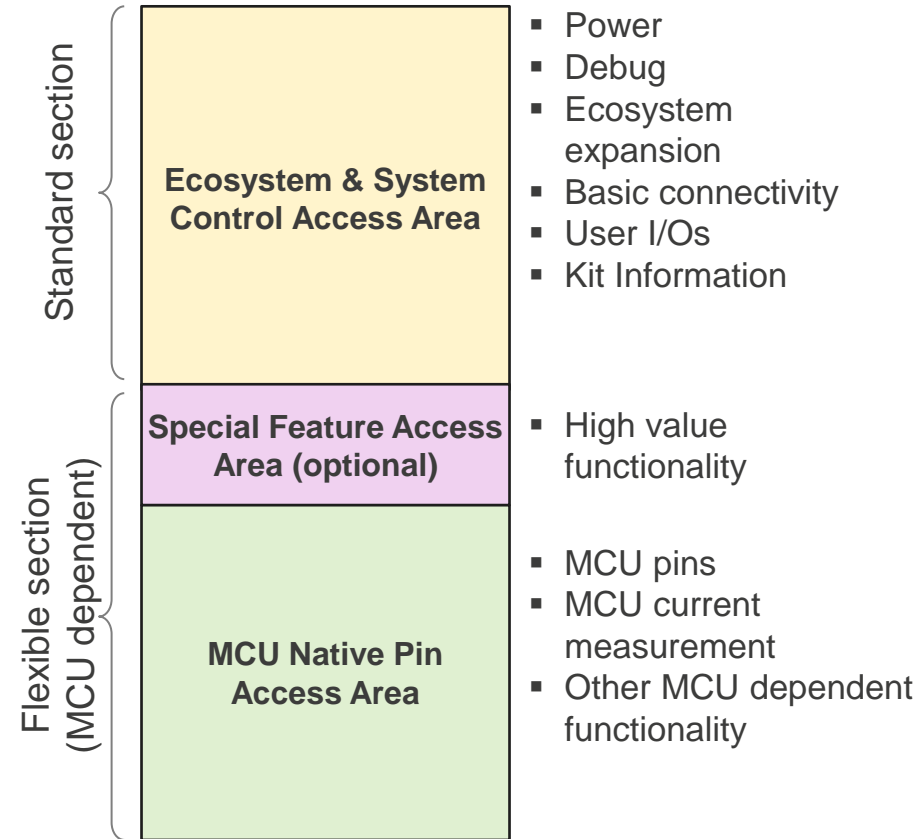 Standard section
Ecosystem & System
Control Access Area
▪ Power
▪ Debug
▪ Ecosystem
expansion
▪ Basic connectivity
▪ User I/Os
▪ Kit Information
Flexible section
(MCU dependent)
Special Feature Access
Area (optional)
▪ High value
functionality
MCU Native Pin
Access Area
▪ MCU pins
▪ MCU current
measurement
▪ Other MCU dependent
functionality